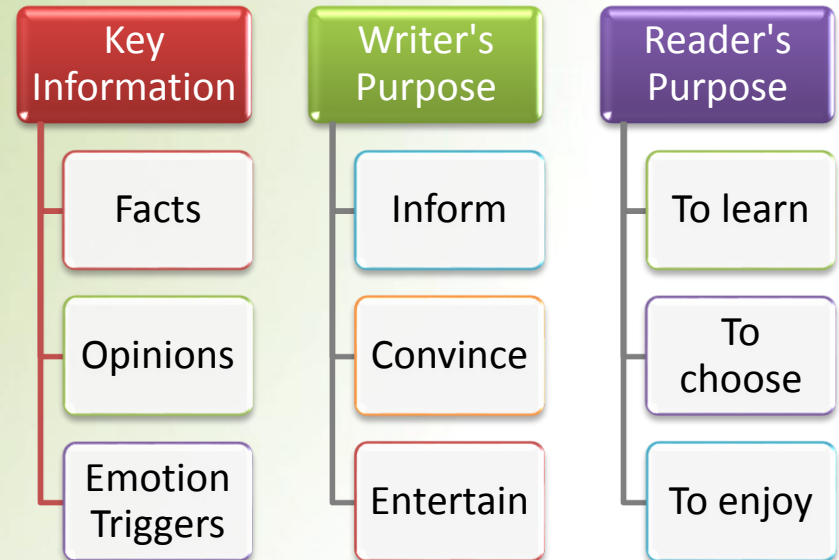 Key
Information
Facts
Opinions
Emotion
Triggers
Writer's
Purpose
Inform
Convince
Entertain
Reader's
Purpose
To learn
To
choose
To enjoy